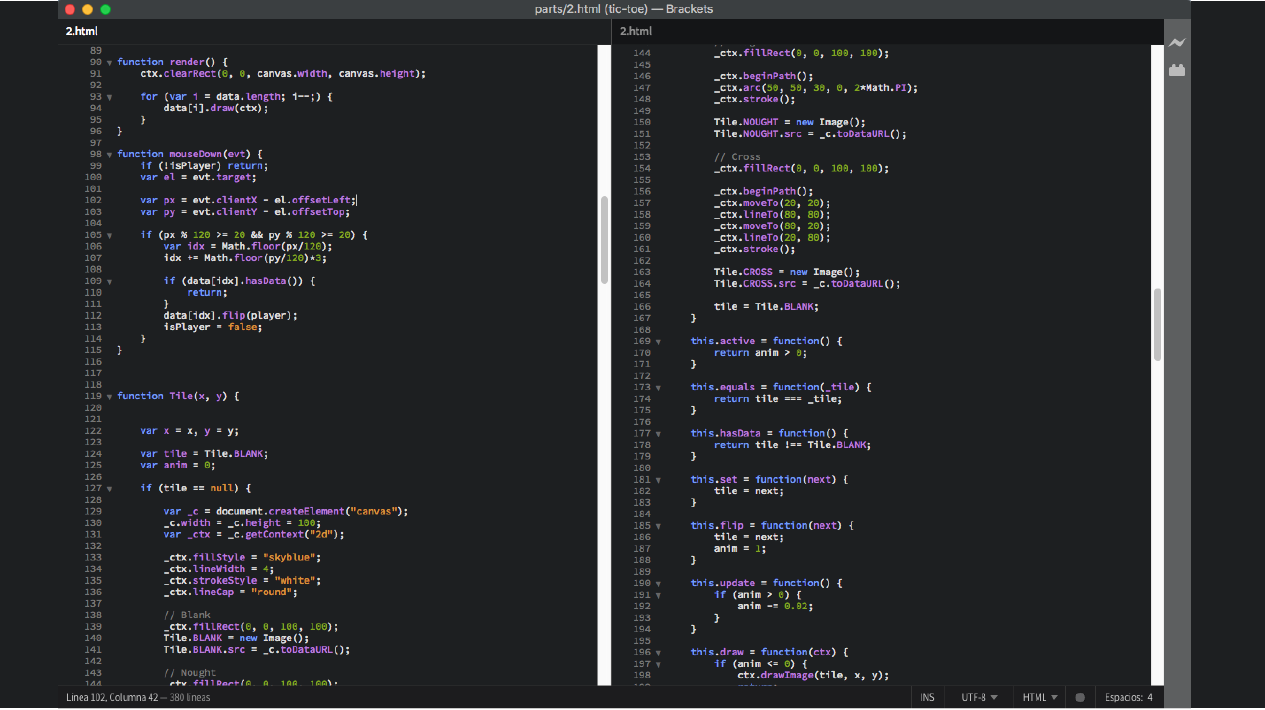 parts/2.html (tic-toe) — Brackets
2.html
89
90 function render() {
91 ctx.clearRect(0, 0, canvas.width, canvas.height);
92
93 for (var i = data.length; i--;) {
94 data[i].draw(ctx);
95 }
96 }
97
98 function mouseDown(evt) {
99 if (!isPlayer) return;
100 var el = evt.target;
101
102 var px = evt.clientX - el.offsetLeft;
103 var py = evt.clientY - el.offsetTop;
104
105 if (px % 120 >= 20 && py % 120 >= 20) {
106 var idx = Math.floor(px/120);
107 idx += Math.floor(py/120)*3;
108
109 if (data[idx].hasData()) {
110 return;
111 }
112 data[idx].flip(player);
113 isPlayer = false;
114 }
115 }
116
117
118
119 function Tile(x, y) {
120
121
122 var x = x, y = y;
123
124 var tile = Tile.BLANK;
125 var anim = 0;
126
127 if (tile == null) {
128
129 var _c = document.createElement("canvas");
130 _c.width = _c.height = 100;
131 var _ctx = _c.getContext("2d");
132
133 _ctx.fillStyle = "skyblue";
134 _ctx.lineWidth = 4;
135 _ctx.strokeStyle = "white";
136 _ctx.lineCap = "round";
137
138 // Blank
139 _ctx.fillRect(0, 0, 100, 100);
140 Tile.BLANK = new Image();
141 Tile.BLANK.src = _c.toDataURL();
142
143 // Nought
144 _ctx.fillRect(0, 0, 100, 100);
2.html
144 _ctx.fillRect(0, 0, 100, 100);
145
146 _ctx.beginPath();
147 _ctx.arc(50, 50, 30, 0, 2*Math.PI);
148 _ctx.stroke();
149
150 Tile.NOUGHT = new Image();
151 Tile.NOUGHT.src = _c.toDataURL();
152
153 // Cross
154 _ctx.fillRect(0, 0, 100, 100);
155
156 _ctx.beginPath();
157 _ctx.moveTo(20, 20);
158 _ctx.lineTo(80, 80);
159 _ctx.moveTo(80, 20);
160 _ctx.lineTo(20, 80);
161 _ctx.stroke();
162
163 Tile.CROSS = new Image();
164 Tile.CROSS.src = _c.toDataURL();
165
166 tile = Tile.BLANK;
167 }
168
169 this.active = function() {
170 return anim > 0;
171 }
172
173 this.equals = function(_tile) {
174 return tile === _tile;
175 }
176
177 this.hasData = function() {
178 return tile !== Tile.BLANK;
179 }
180
181 this.set = function(next) {
182 tile = next;
183 }
184
185 this.flip = function(next) {
186 tile = next;
187 anim = 1;
188 }
189
190 this.update = function() {
191 if (anim > 0) {
192 anim -= 0.02;
193 }
194 }
195
196 this.draw = function(ctx) {
197 if (anim <= 0) {
198 ctx.drawImage(tile, x, y);
Línea 102, Columna 42 — 380 líneas
INS UTF-8 HTML Espacios: 4